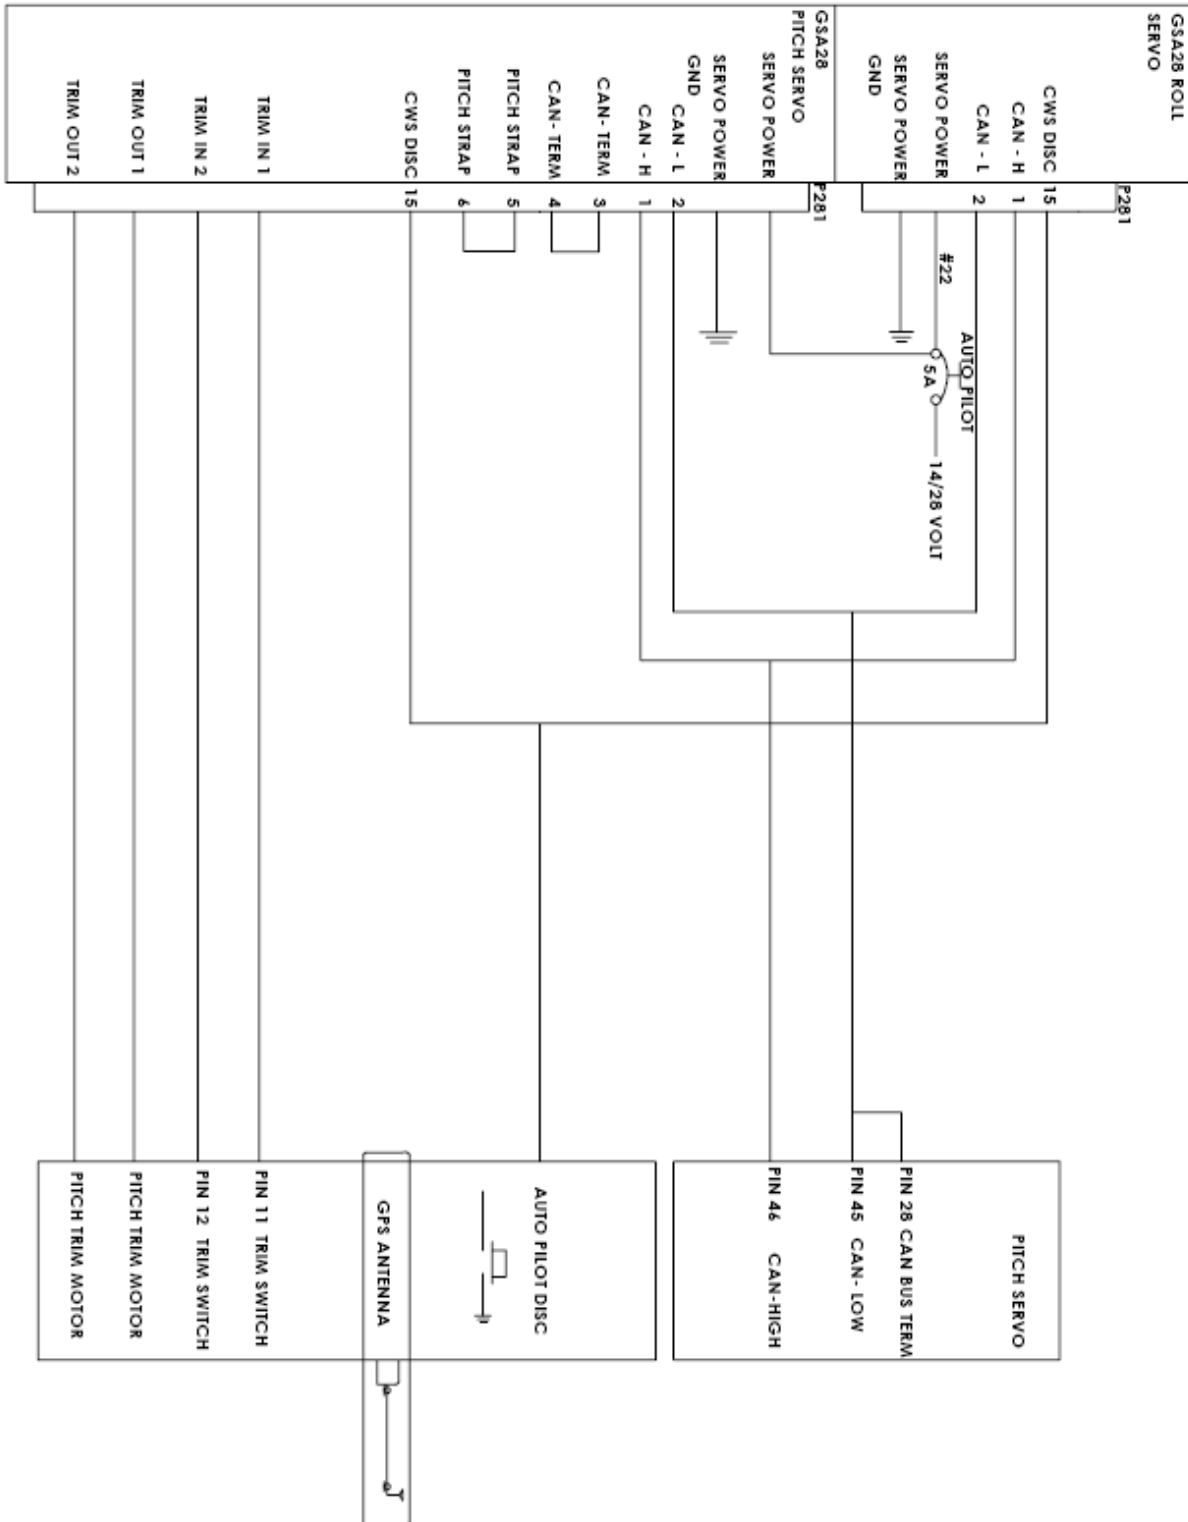 GSA28 ROLL
SERVO
CWS DISC 15
CAN - H 1
CAN - L 2
SERVO POWER
SERVO POWER
GND
P281
#22
AUTO PILOT
5A
14/28 VOLT
GSA28
PITCH SERVO
SERVO POWER
SERVO POWER
GND
CAN - L 2
CAN - H 1
CAN- TERM 3
CAN- TERM 4
PITCH STRAP 5
PITCH STRAP 6
CWS DISC 15
TRIM IN 1
TRIM IN 2
TRIM OUT 1
TRIM OUT 2
P281
PITCH SERVO
PIN 28 CAN BUS TERM
PIN 45 CAN- LOW
PIN 46 CAN-HIGH
AUTO PILOT DISC
GPS ANTENNA
PIN 11 TRIM SWITCH
PIN 12 TRIM SWITCH
PITCH TRIM MOTOR
PITCH TRIM MOTOR